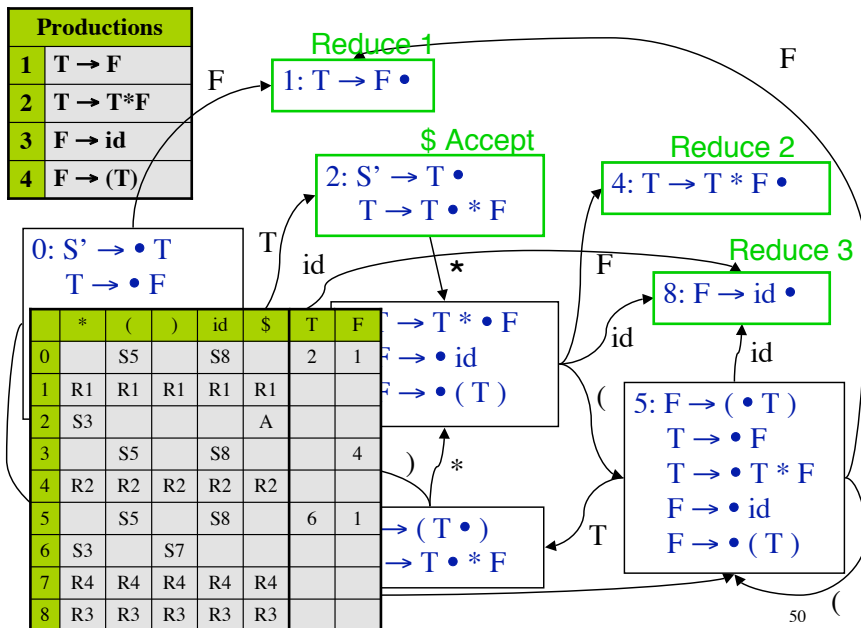 Productions
1 T → F
2 T → T*F
3 F → id
4 F → (T)
Reduce 1
F
1: T → F •
F
$ Accept
2: S’ → T •
T → T • * F
Reduce 2
4: T → T * F •
0: S’ → • T
T → • F
T
id
*
F
Reduce 3
8: F → id •
id
id
→ T * • F
→ • id
→ • ( T )
(
5: F → ( • T )
T → • F
T → • T * F
F → • id
F → • ( T )
)
*
→ ( T • )
→ T • * F
T
(
* ( ) id $ T F
0 S5 S8 2 1
1 R1 R1 R1 R1 R1
2 S3 A
3 S5 S8 4
4 R2 R2 R2 R2 R2
5 S5 S8 6 1
6 S3 S7
7 R4 R4 R4 R4 R4
8 R3 R3 R3 R3 R3
50